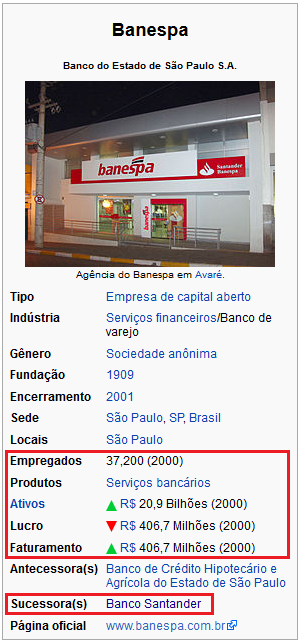 Banespa
Banco do Estado de São Paulo S.A.
banespa
Santander
Banespa
banespa
Agência do Banespa em Avaré.
Tipo Empresa de capital aberto
Indústria Serviços financeiros/Banco de
varejo
Gênero Sociedade anônima
Fundação 1909
Encerramento 2001
Sede São Paulo, SP, Brasil
Locais São Paulo
Empregados 37,200 (2000)
Produtos Serviços bancários
Ativos ▲ R$ 20,9 Bilhões (2000)
Lucro ▼ R$ 406,7 Milhões (2000)
Faturamento ▲ R$ 406,7 Milhões (2000)
Antecessora(s) Banco de Crédito Hipotecário e
Agrícola do Estado de São Paulo
Sucessora(s) Banco Santander
Página oficial www.banespa.com.br